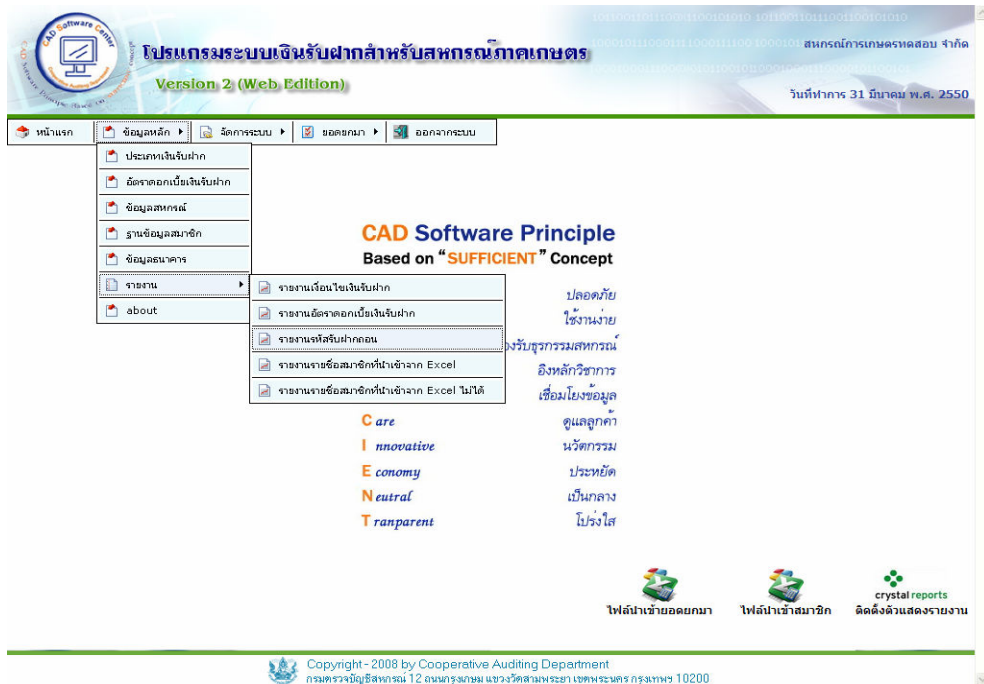 โปรแกรมระบบเงินรับฝากสำหรับสหกรณ์ภาคเกษตร
Version 2 (Web Edition)
สหกรณ์การเกษตรทดสอบ จำกัด
วันที่ทำการ 31 มีนาคม พ.ศ. 2550
หน้าแรก
ข้อมูลหลัก
จัดการระบบ
ยอดยกมา
ออกจากระบบ
ประเภทเงินรับฝาก
อัตราดอกเบี้ยเงินรับฝาก
ข้อมูลสหกรณ์
ฐานข้อมูลสมาชิก
ข้อมูลธนาคาร
รายงาน
about
รายงานเงื่อนไขเงินรับฝาก
รายงานอัตราดอกเบี้ยเงินรับฝาก
รายงานรหัสรับฝากถอน
รายงานรายชื่อสมาชิกที่นำเข้าจาก Excel
รายงานรายชื่อสมาชิกที่นำเข้าจาก Excel ไม่ได้
CAD Software Principle
Based on "SUFFICIENT" Concept
ปลอดภัย
ใช้งานง่าย
งรับธุรกรรมสหกรณ์
อิงหลักวิชาการ
เชื่อมโยงข้อมูล
Care ดูแลลูกค้า
Innovative นวัตกรรม
Economy ประหยัด
Neutral เป็นกลาง
Tranparent โปร่งใส
ไฟล์นำเข้ายอดยกมา
ไฟล์นำเข้าสมาชิก
crystal reports
ติดตั้งตัวแสดงรายงาน
Copyright - 2008 by Cooperative Auditing Department
กรมตรวจบัญชีสหกรณ์ 12 ถนนกรุงเกษม แขวงวัดสามพระยา เขตพระนคร กรุงเทพฯ 10200